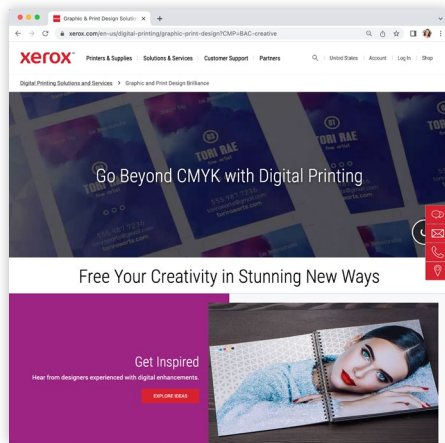 Graphic & Print Design Solutio
xerox.com/en-us/digital-printing/graphic-print-design?CMP=BAC-creative
xerox™ Printers & Supplies Solutions & Services Customer Support Partners United States Account Log In Shop
Digital Printing Solutions and Services > Graphic and Print Design Brilliance
TORI RAE
TORI RAE
Go Beyond CMYK with Digital Printing
Free Your Creativity in Stunning New Ways
Get Inspired
Hear from designers experienced with digital enhancements.
EXPLORE IDEAS